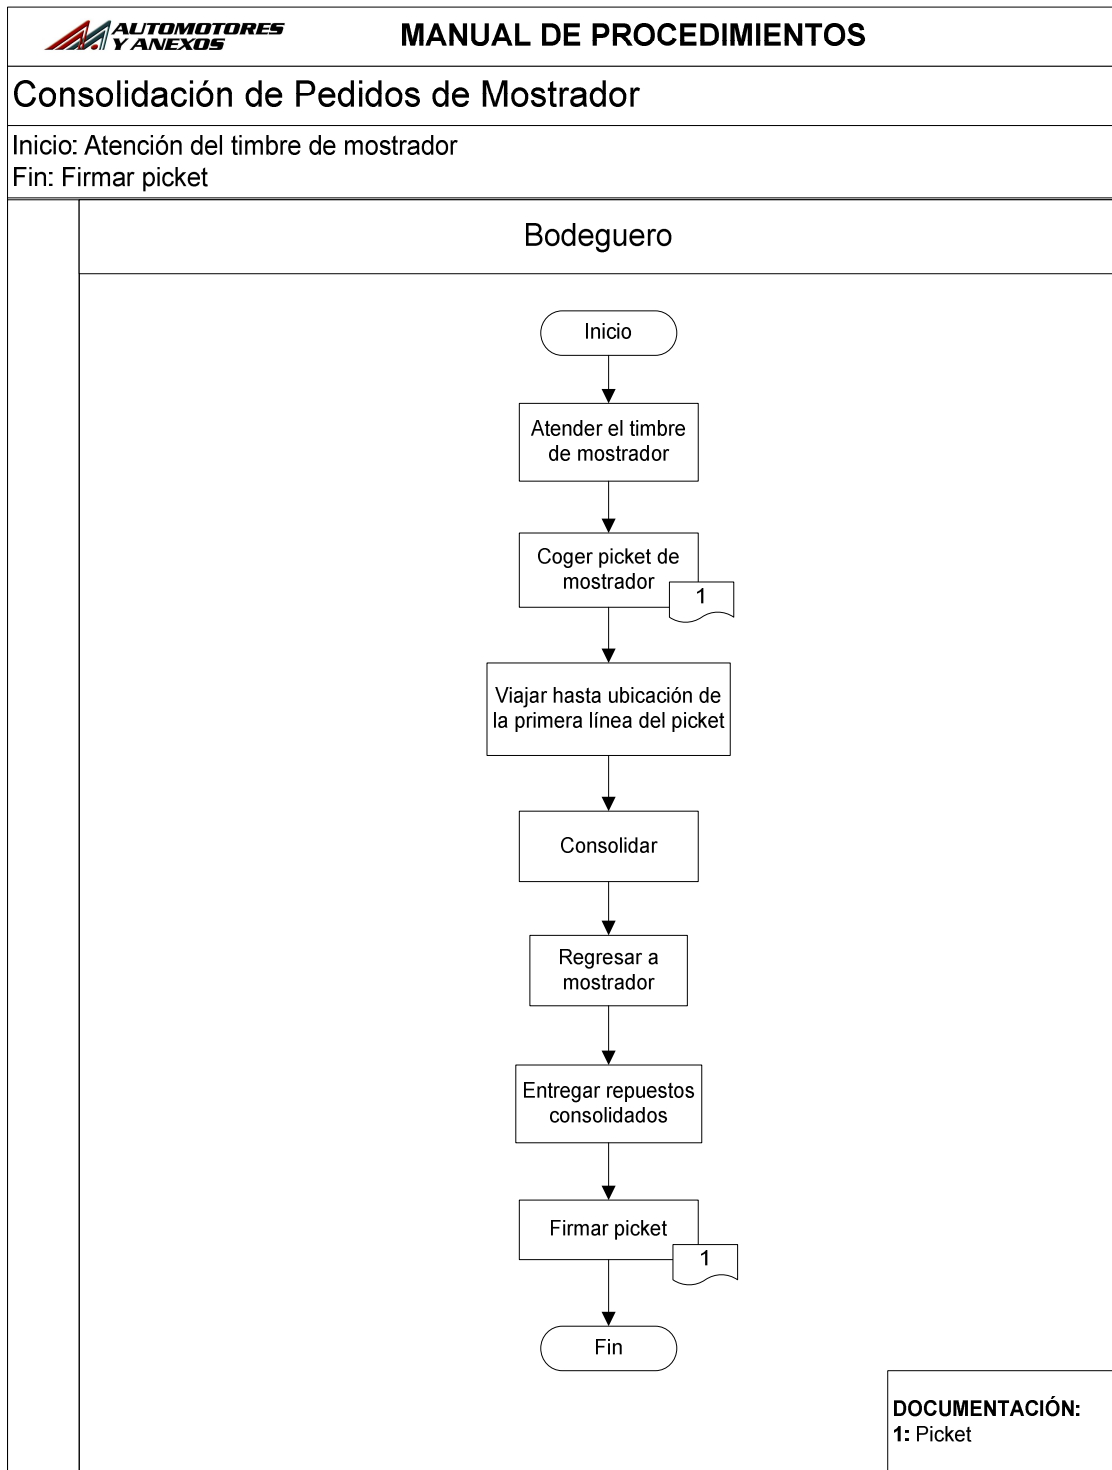 AUTOMOTORES
Y ANEXOS
MANUAL DE PROCEDIMIENTOS
Consolidación de Pedidos de Mostrador
Inicio: Atención del timbre de mostrador
Fin: Firmar picket
Bodeguero
Inicio
Atender el timbre
de mostrador
Coger picket de
mostrador
1
Viajar hasta ubicación de
la primera línea del picket
Consolidar
Regresar a
mostrador
Entregar repuestos
consolidados
Firmar picket
1
Fin
DOCUMENTACIÓN:
1: Picket